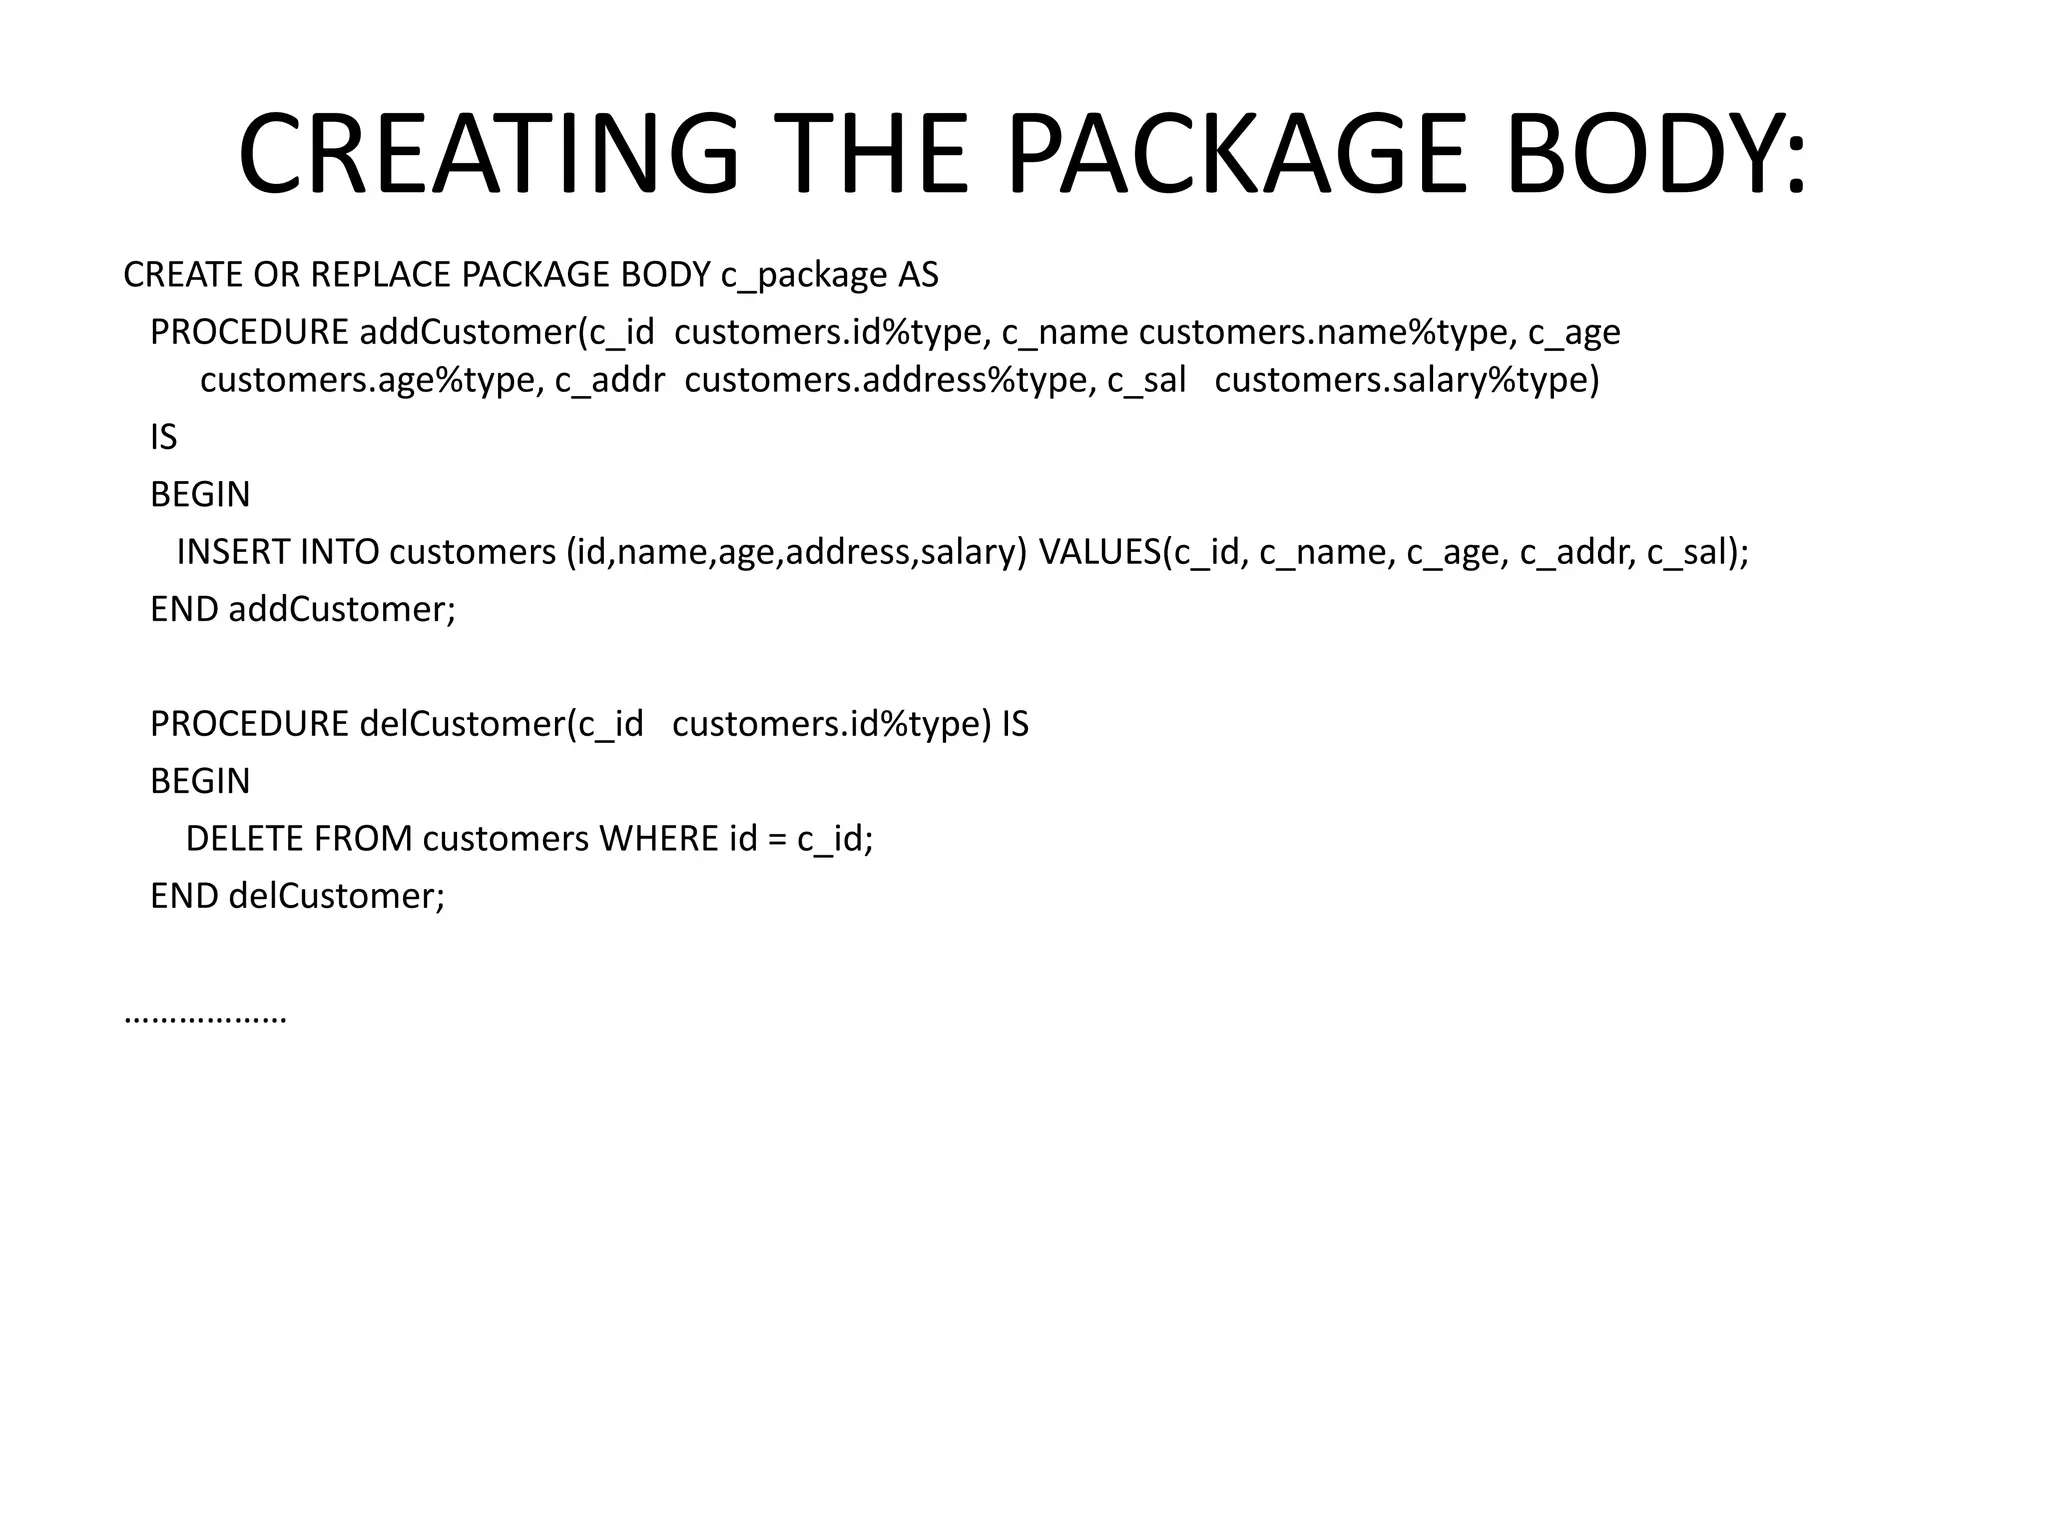 CREATING THE PACKAGE BODY:
CREATE OR REPLACE PACKAGE BODY c_package AS
PROCEDURE addCustomer(c_id  customers.id%type, c_name customers.name%type, c_age
customers.age%type, c_addr  customers.address%type, c_sal   customers.salary%type)
IS
BEGIN
INSERT INTO customers (id,name,age,address,salary) VALUES(c_id, c_name, c_age, c_addr, c_sal);
END addCustomer;
PROCEDURE delCustomer(c_id   customers.id%type) IS
BEGIN
DELETE FROM customers WHERE id = c_id;
END delCustomer;
………………